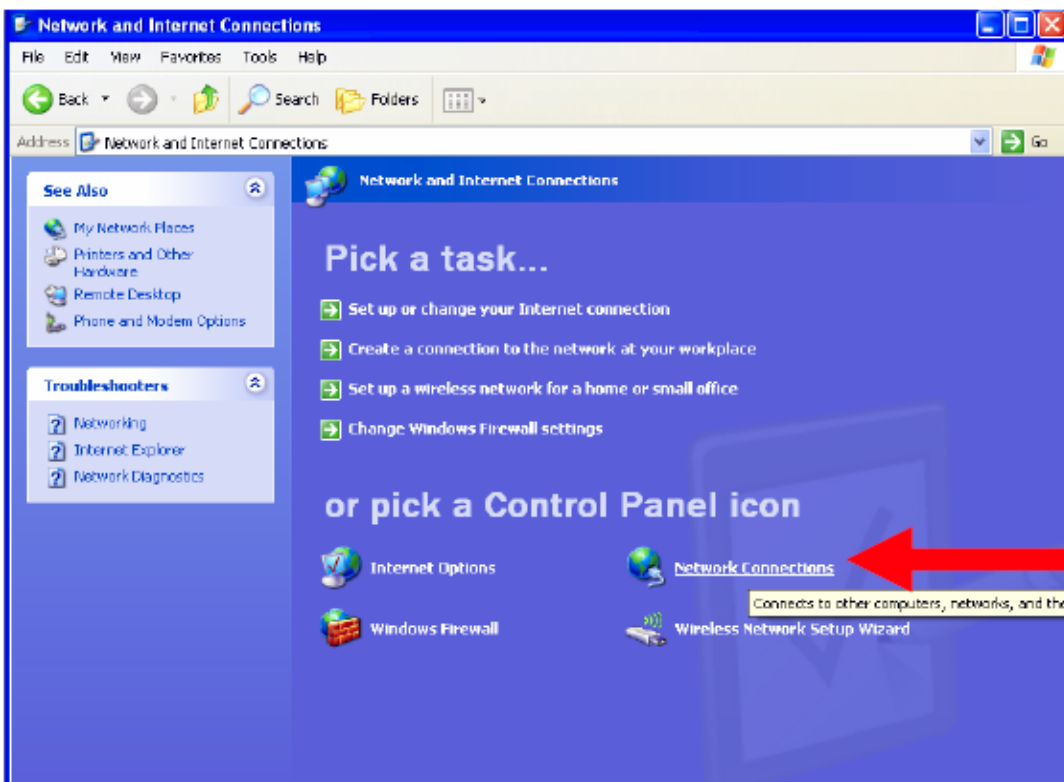 Network and Internet Connections
File Edit View Favorites Tools Help
Back Search Folders
Address Network and Internet Connections Go
See Also
My Network Places
Printers and Other
Hardware
Remote Desktop
Phone and Modem Options
Troubleshooters
Networking
Internet Explorer
Network Diagnostics
Network and Internet Connections
Pick a task...
Set up or change your Internet connection
Create a connection to the network at your workplace
Set up a wireless network for a home or small office
Change Windows Firewall settings
or pick a Control Panel icon
Internet Options
Network Connections
Connects to other computers, networks, and the
Windows Firewall
Wireless Network Setup Wizard